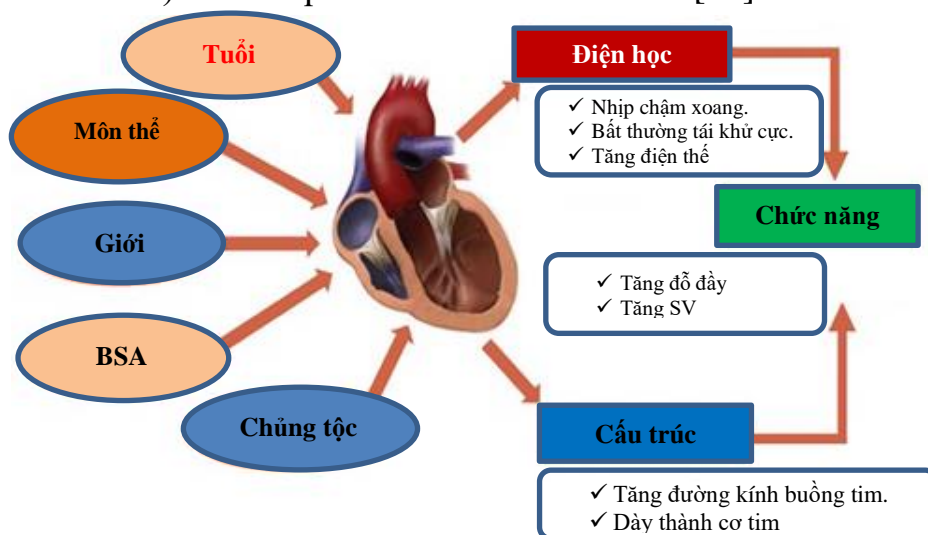 Tuổi
Môn thể
Giới
BSA
Chủng tộc
Điện học
✓ Nhịp chậm xoang.
✓ Bất thường tái khử cực.
✓ Tăng điện thế
Chức năng
✓ Tăng đỗ đầy
✓ Tăng SV
Cấu trúc
✓ Tăng đường kính buồng tim.
✓ Dày thành cơ tim